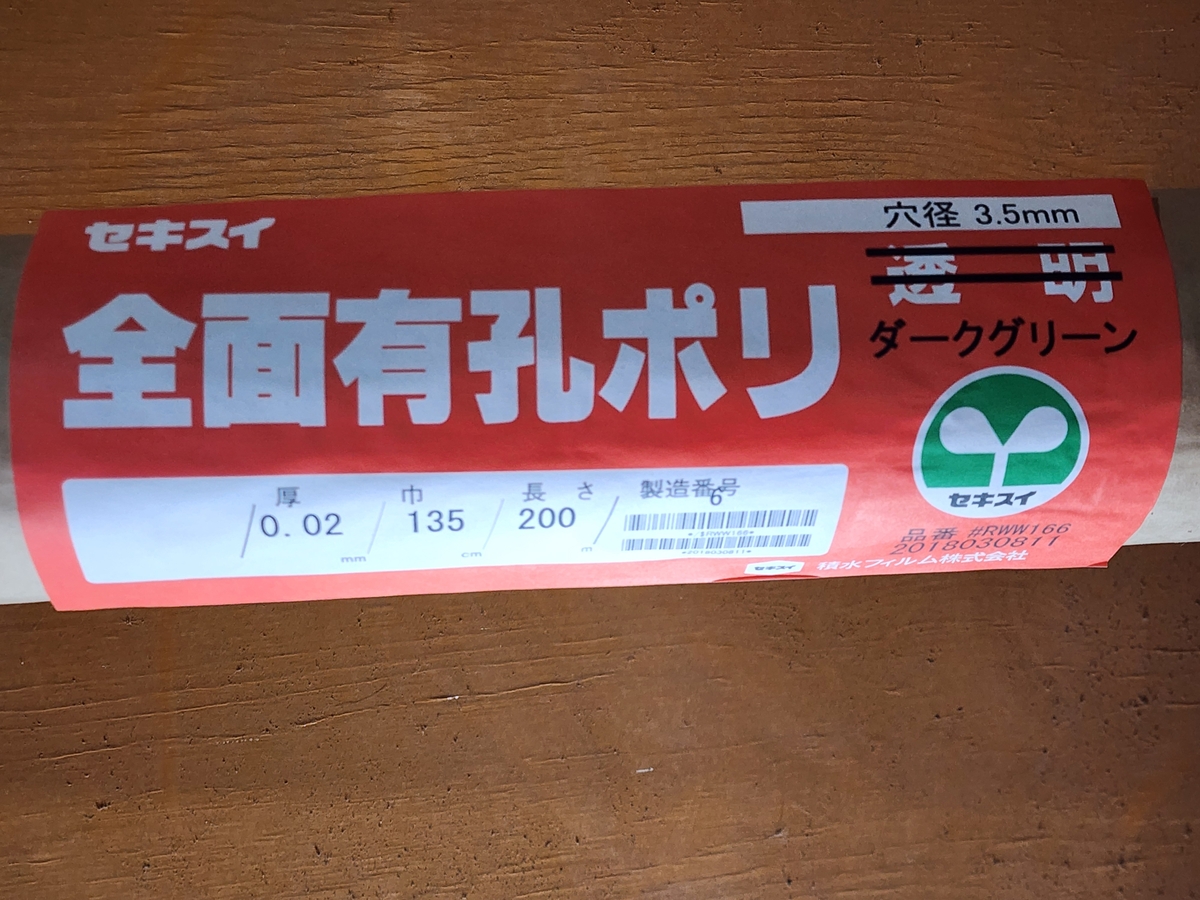 セキスイ
穴径 3.5mm
透明
ダークグリーン
全面有孔ポリ
厚 巾 長さ 製造番号
6
0.02 mm 135 cm 200 m
*2018030811*
セキスイ
品番 #RWW166
2018030811
セキスイ 積水フィルム株式会社